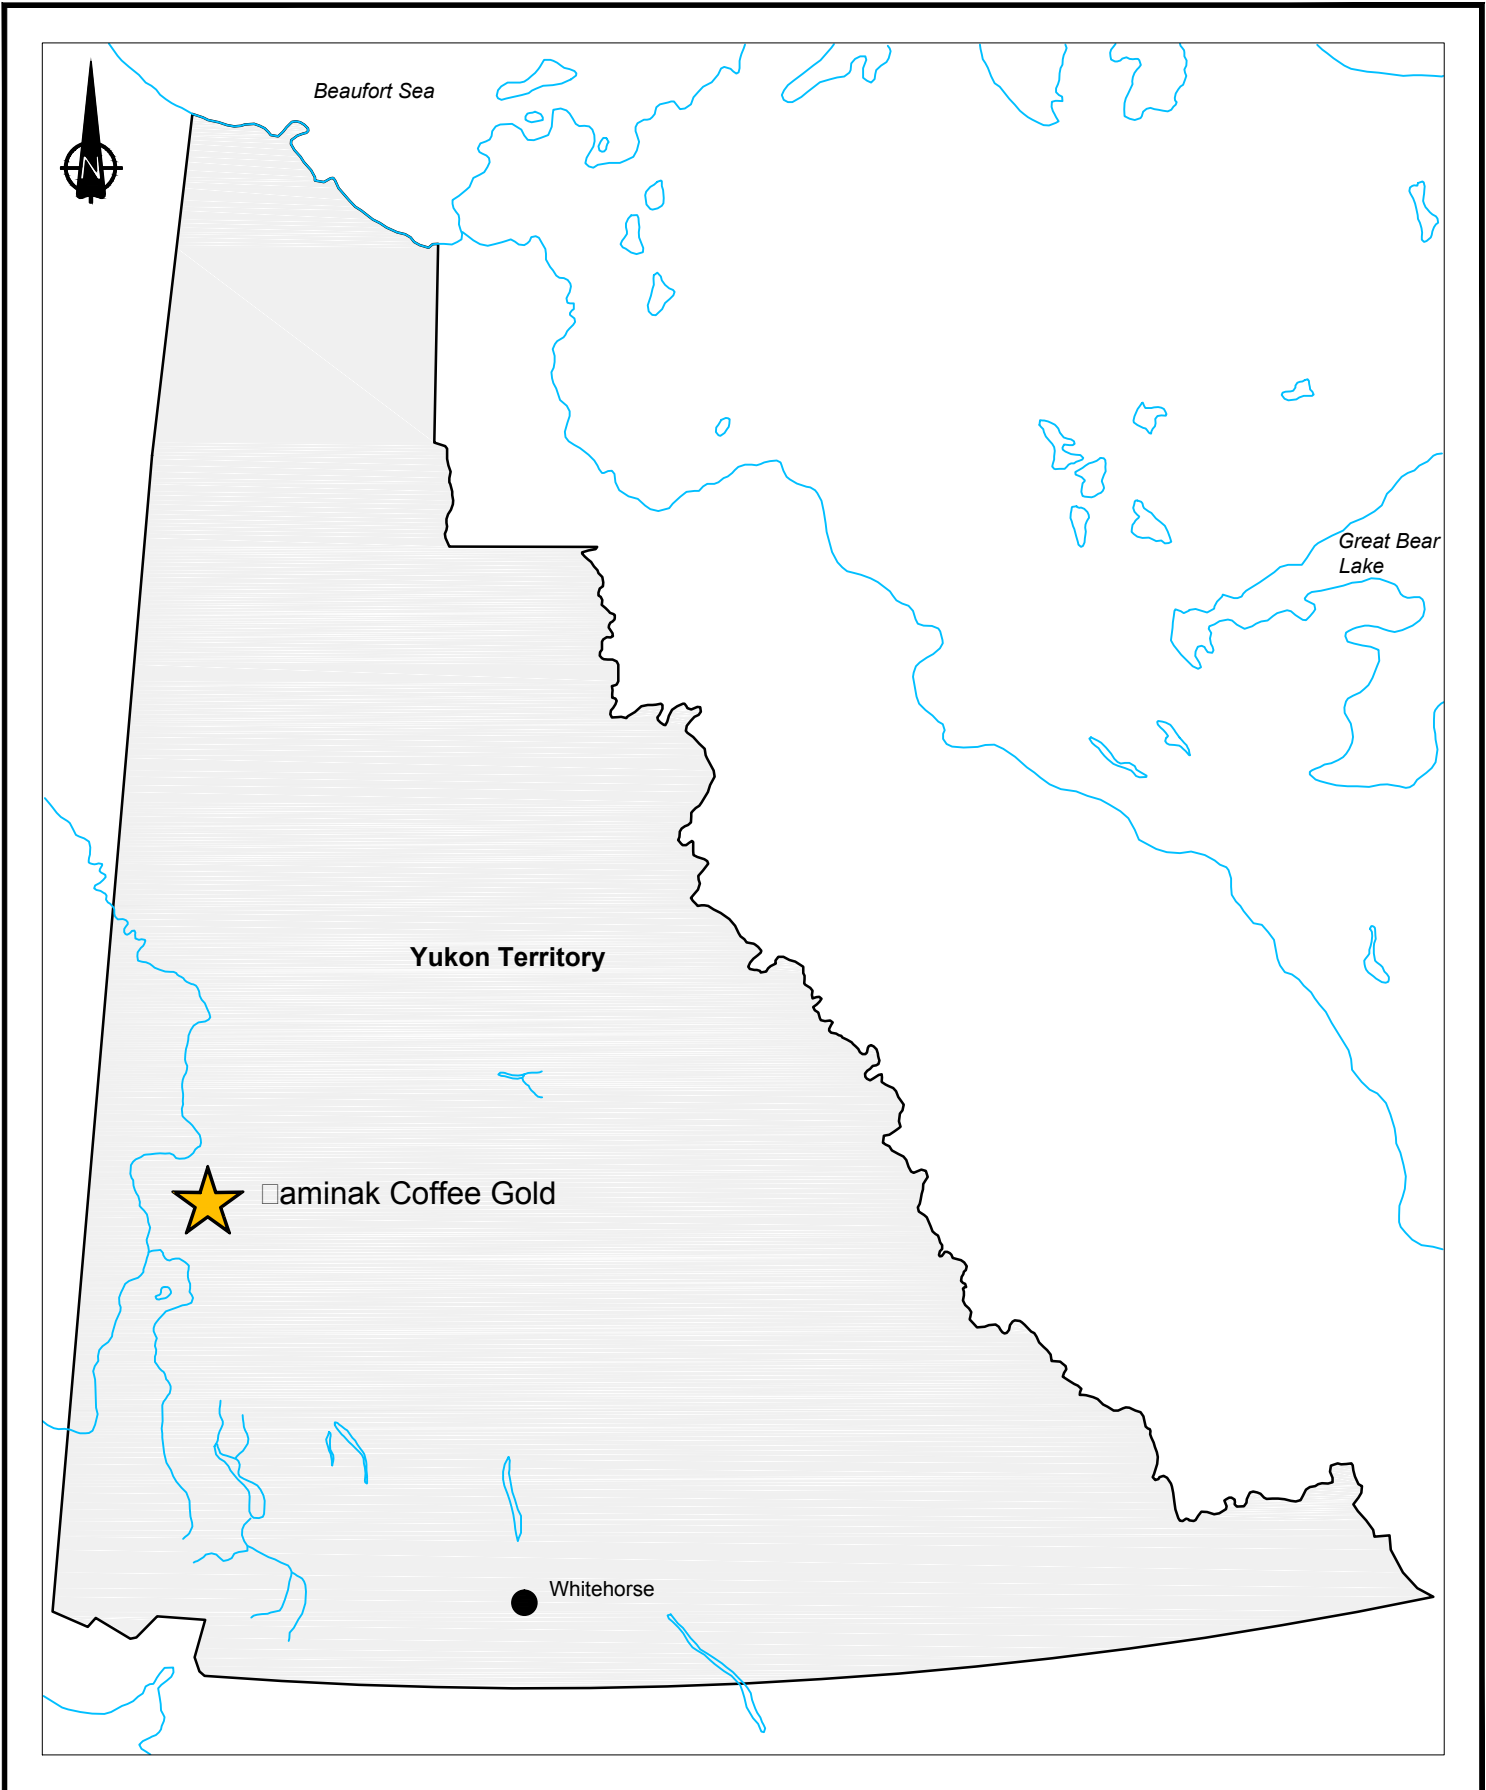 Beaufort Sea
N
Great Bear
Lake
Yukon Territory
□aminak Coffee Gold
Whitehorse